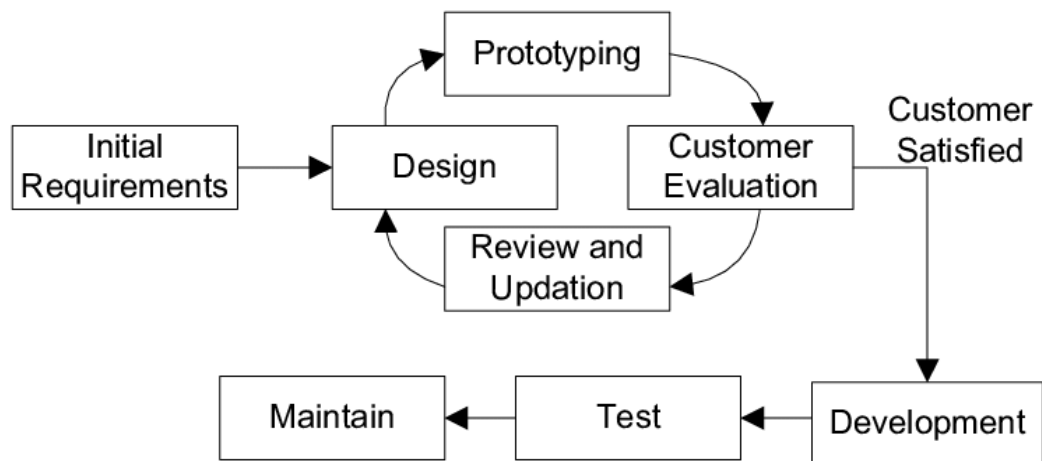 Prototyping
Customer
Satisfied
Initial
Requirements
Design
Customer
Evaluation
Review and
Updation
Maintain
Test
Development